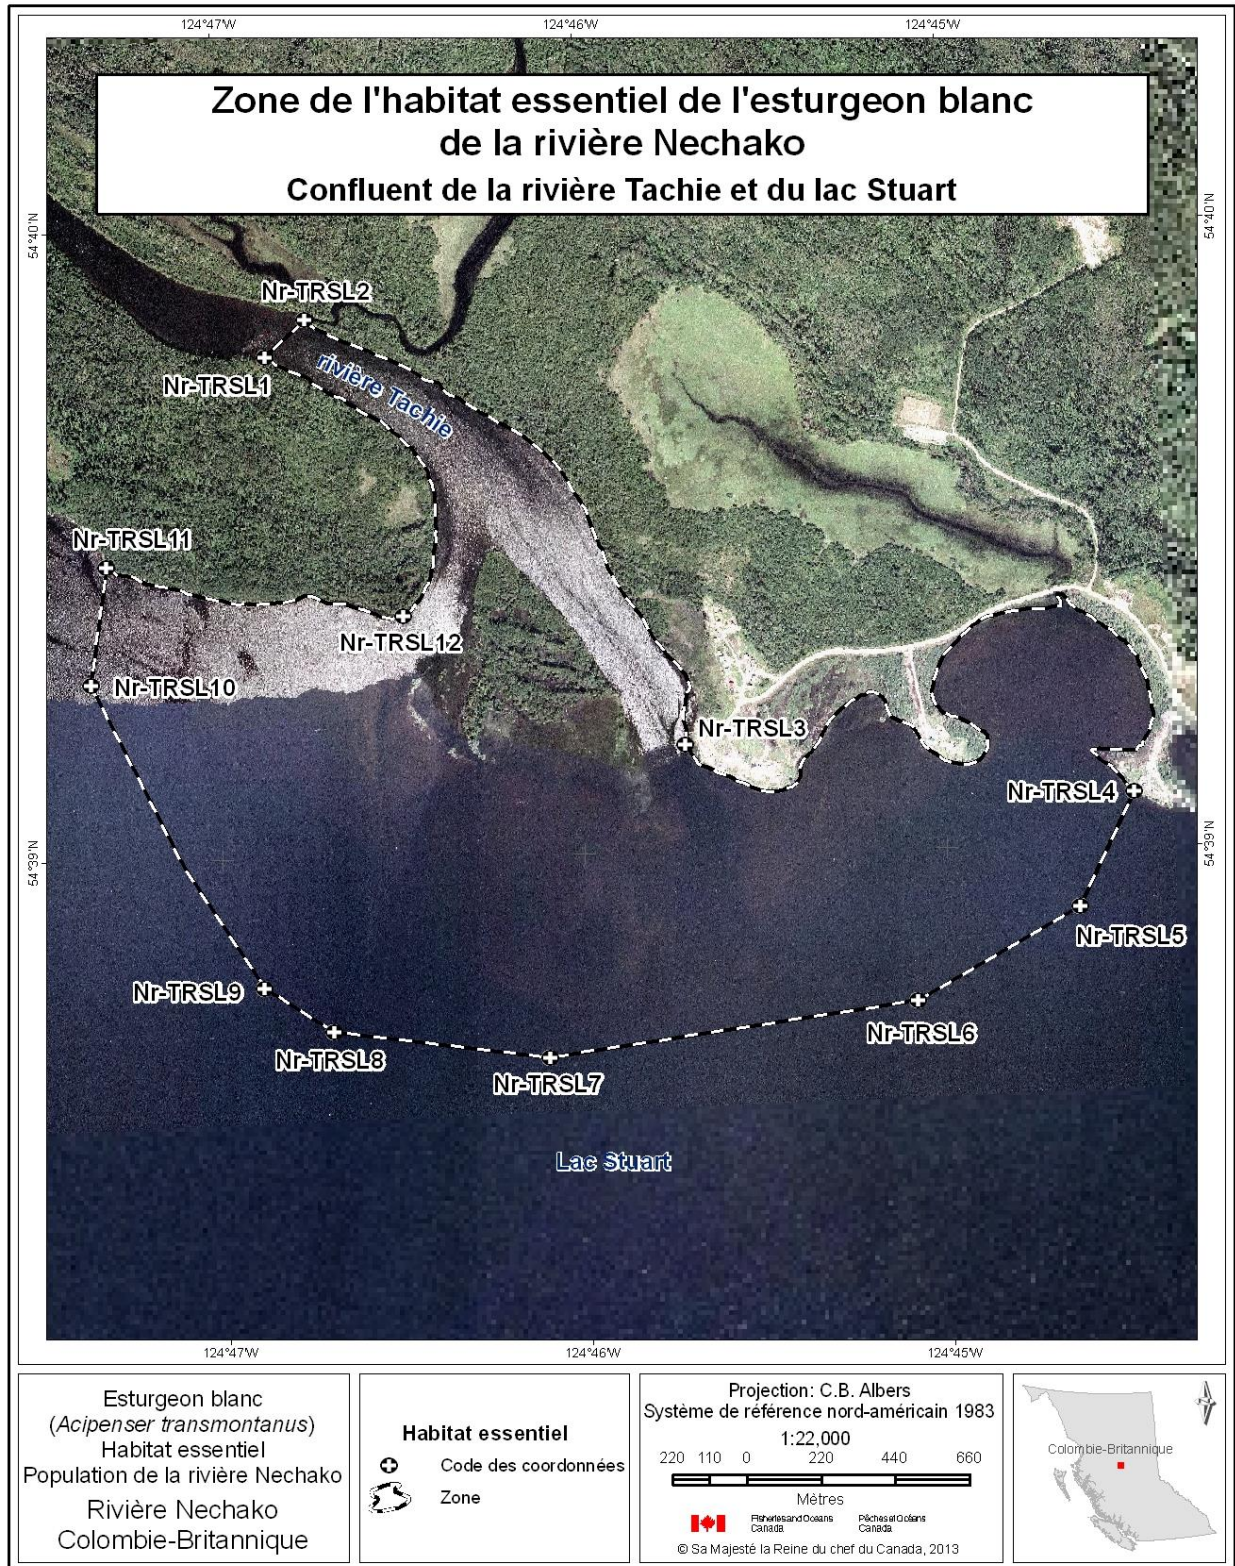 124°47'W 124°46'W 124°45'W
Zone de l'habitat essentiel de l'esturgeon blanc
de la rivière Nechako
Confluent de la rivière Tachie et du lac Stuart
54°40'N
54°40'N
Nr-TRSL2
Nr-TRSL1
rivière Tachie
Nr-TRSL11
Nr-TRSL12
Nr-TRSL10
Nr-TRSL3
Nr-TRSL4
54°39'N
54°39'N
Nr-TRSL5
Nr-TRSL9
Nr-TRSL6
Nr-TRSL8
Nr-TRSL7
Lac Stuart
124°47'W 124°46'W 124°45'W
Esturgeon blanc
(Acipenser transmontanus)
Habitat essentiel
Population de la rivière Nechako
Rivière Nechako
Colombie-Britannique
Habitat essentiel
Code des coordonnées
Zone
Projection: C.B. Albers
Système de référence nord-américain 1983
1:22,000
220 110 0 220 440 660
Mètres
Fisheries and Oceans Pêches et Océans
Canada Canada
© Sa Majesté la Reine du chef du Canada, 2013
Colombie-Britannique